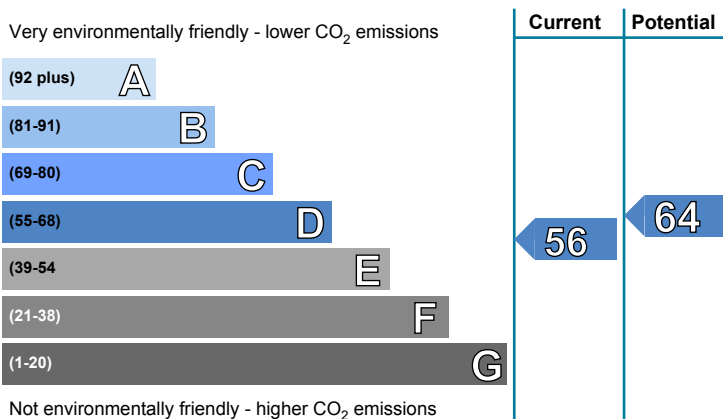 Current Potential
Very environmentally friendly - lower CO2 emissions
(92 plus) A
(81-91) B
(69-80) C
(55-68) D
(39-54 E
(21-38) F
(1-20) G
56
64
Not environmentally friendly - higher CO2 emissions